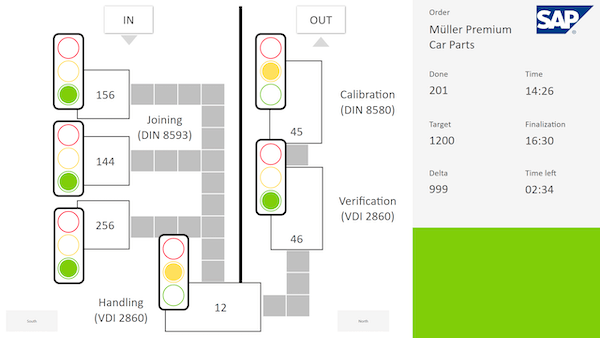 IN
OUT
156
Joining
(DIN 8593)
144
256
Handling
(VDI 2860)
12
Calibration
(DIN 8580)
45
Verification
(VDI 2860)
46
South
North
Order
Müller Premium
Car Parts
SAP
®
Done
201
Time
14:26
Target
1200
Finalization
16:30
Delta
999
Time left
02:34